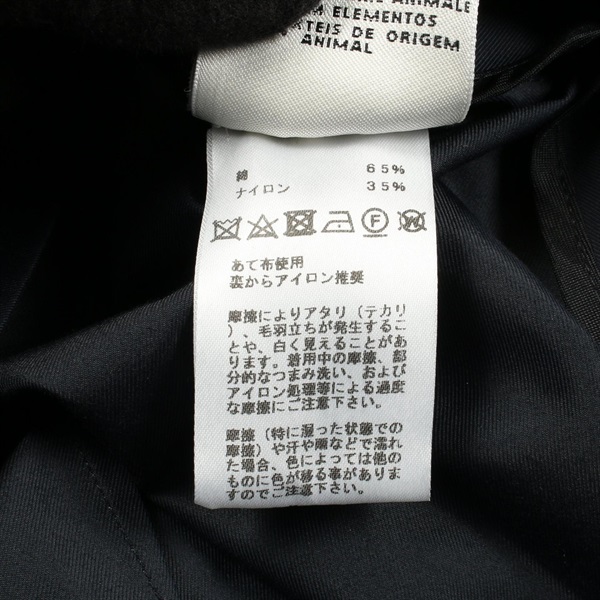 ANIMALE
ELEMENTOS
TEIS DE ORIGEM
ANIMAL
綿 65%
ナイロン 35%
F W
あて布使用
裏からアイロン推奨
摩擦によりアタリ（テカリ
）、毛羽立ちが発生するこ
とや、白く見えることがあ
ります。着用中の摩擦、部
分的なつまみ洗い、および
アイロン処理等による過度
な摩擦にご注意ください。
摩擦（特に湿った状態での
摩擦）や汗や雨などで濡れ
た場合、色によっては他の
ものに色が移る事がありま
すのでご注意ください。